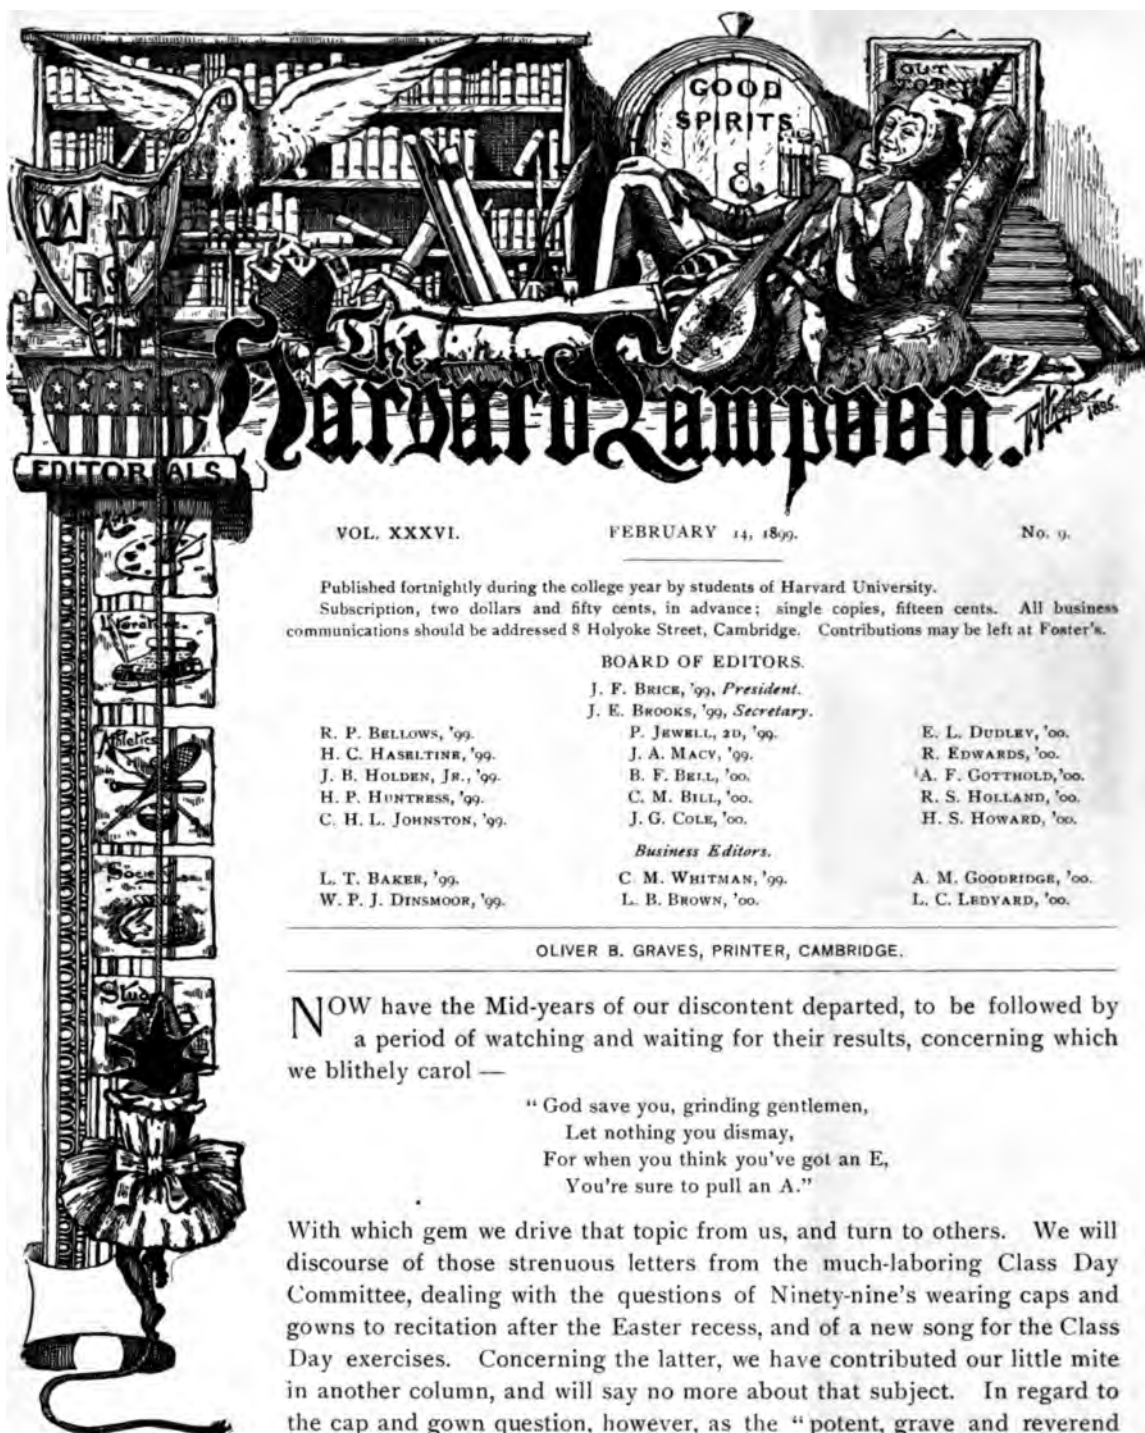 GOOD
SPIRITS
&
OUT
VA NI
The
Harvard Lampoon.
1895.
EDITORIALS.
Art
Literature.
Athletics
Society
VOL. XXXVI. FEBRUARY 14, 1899. No. 9.
Published fortnightly during the college year by students of Harvard University.
Subscription, two dollars and fifty cents, in advance; single copies, fifteen cents. All business
communications should be addressed 8 Holyoke Street, Cambridge. Contributions may be left at Foster's.
BOARD OF EDITORS.
J. F. BRICE, '99, President.
J. E. BROOKS, '99, Secretary.
R. P. BELLOWS, '99. P. JEWELL, 2D, '99. E. L. DUDLEY, '00.
H. C. HASELTINE, '99. J. A. MACY, '99. R. EDWARDS, '00.
J. B. HOLDEN, JR., '99. B. F. BELL, '00. A. F. GOTTHOLD, '00.
H. P. HUNTRESS, '99. C. M. BILL, '00. R. S. HOLLAND, '00.
C. H. L. JOHNSTON, '99. J. G. COLE, '00. H. S. HOWARD, '00.
Business Editors.
L. T. BAKER, '99. C. M. WHITMAN, '99. A. M. GOODRIDGE, '00.
W. P. J. DINSMOOR, '99. L. B. BROWN, '00. L. C. LEDYARD, '00.
OLIVER B. GRAVES, PRINTER, CAMBRIDGE.
NOW have the Mid-years of our discontent departed, to be followed by
a period of watching and waiting for their results, concerning which
we blithely carol —
" God save you, grinding gentlemen,
Let nothing you dismay,
For when you think you've got an E,
You're sure to pull an A."
With which gem we drive that topic from us, and turn to others. We will
discourse of those strenuous letters from the much-laboring Class Day
Committee, dealing with the questions of Ninety-nine's wearing caps and
gowns to recitation after the Easter recess, and of a new song for the Class
Day exercises. Concerning the latter, we have contributed our little mite
in another column, and will say no more about that subject. In regard to
the cap and gown question, however, as the " potent, grave and reverend